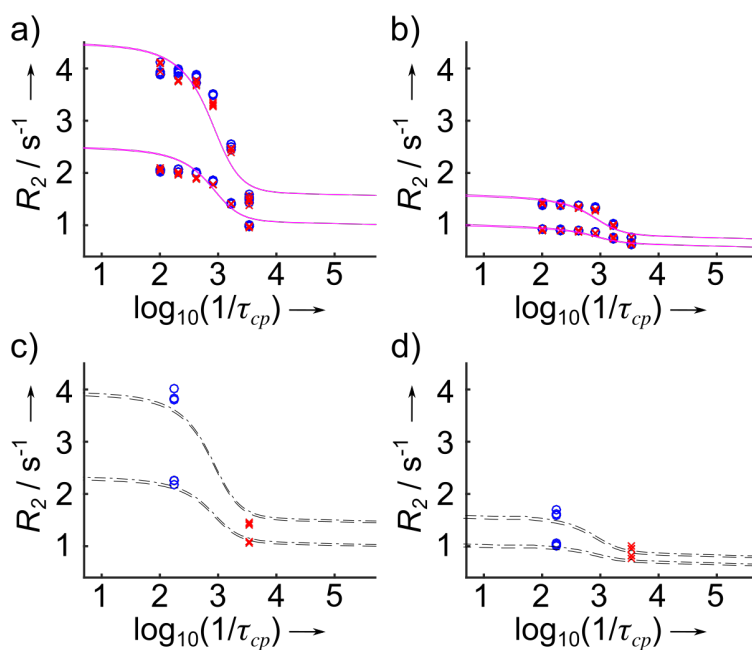 a)
b)
4
3
2
1
R₂ / s⁻¹ →
1 2 3 4 5
log₁₀(1/τcp) →
4
3
2
1
R₂ / s⁻¹ →
1 2 3 4 5
log₁₀(1/τcp) →
c)
d)
4
3
2
1
R₂ / s⁻¹ →
1 2 3 4 5
log₁₀(1/τcp) →
4
3
2
1
R₂ / s⁻¹ →
1 2 3 4 5
log₁₀(1/τcp) →